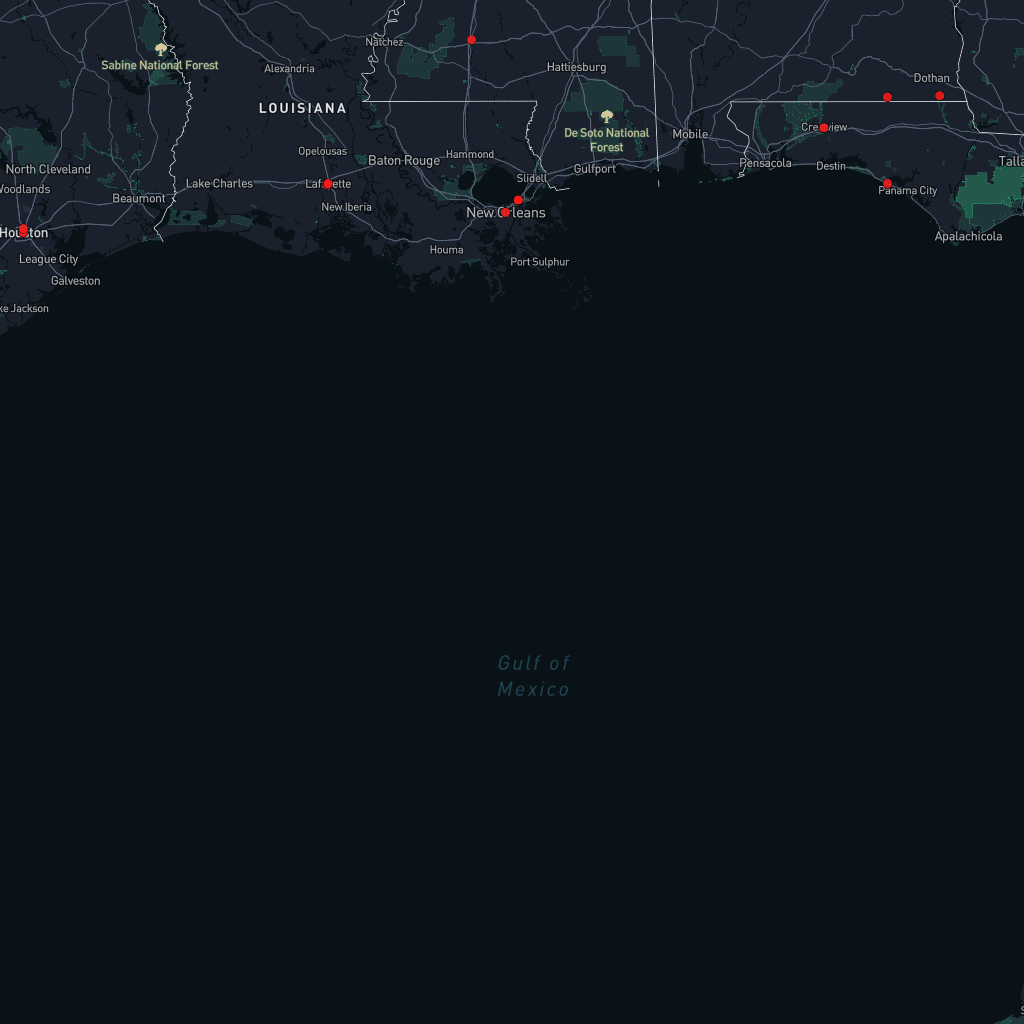 Natchez
Sabine National Forest
Alexandria
Hattiesburg
Dothan
LOUISIANA
De Soto National
Forest
Mobile
Crestview
Opelousas
Baton Rouge
Hammond
Pensacola
Destin
North Cleveland
Woodlands
Beaumont
Lake Charles
Lafayette
New Iberia
Slidell
Gulfport
Panama City
Talla
New Orleans
Houston
League City
Galveston
Houma
Port Sulphur
Apalachicola
ke Jackson
Gulf of
Mexico